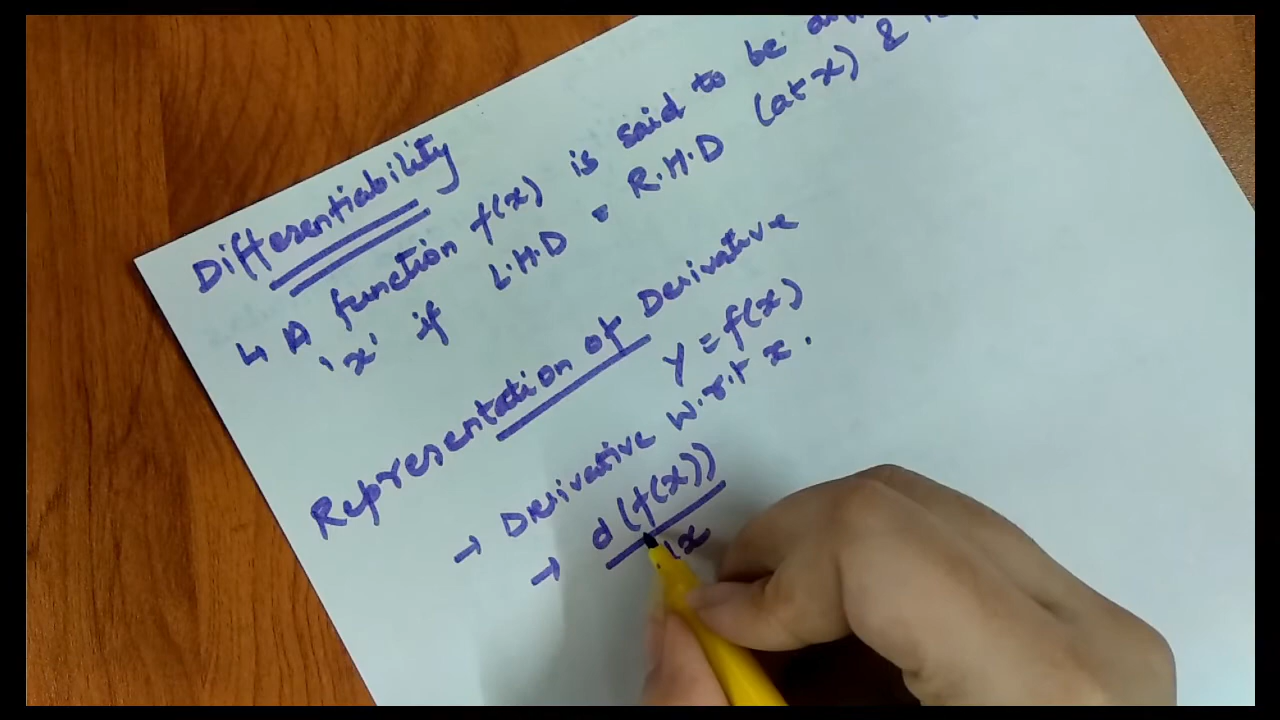 Differentiability
↳ A function f(x) is said to be
'x' if L.H.D = R.H.D (at x) &
Representation of Derivative
y = f(x)
→ Derivative w.r.t x.
→ d(f(x))
dx